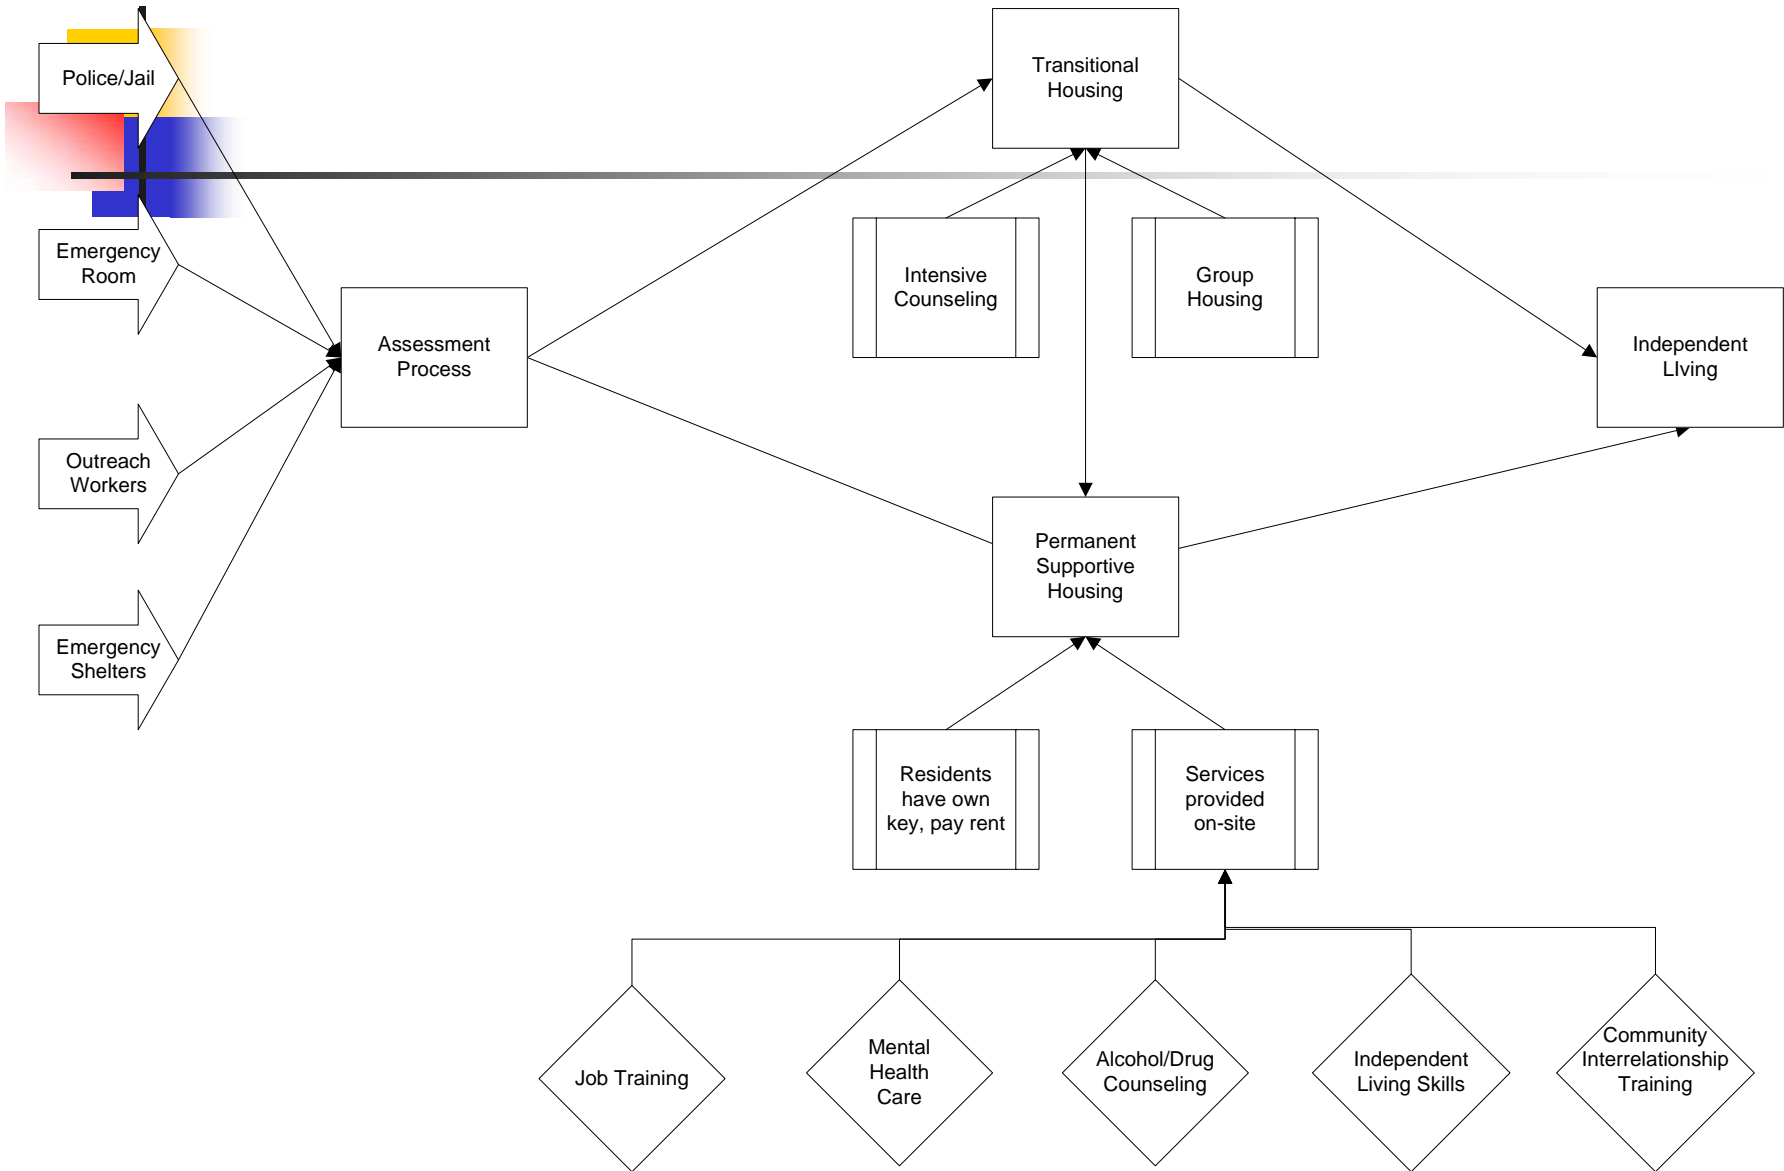 Police/Jail
Transitional
Housing
Emergency
Room
Intensive
Counseling
Group
Housing
Assessment
Process
Independent
LIving
Outreach
Workers
Permanent
Supportive
Housing
Emergency
Shelters
Residents
have own
key, pay rent
Services
provided
on-site
Job Training
Mental
Health
Care
Alcohol/Drug
Counseling
Independent
Living Skills
Community
Interrelationship
Training